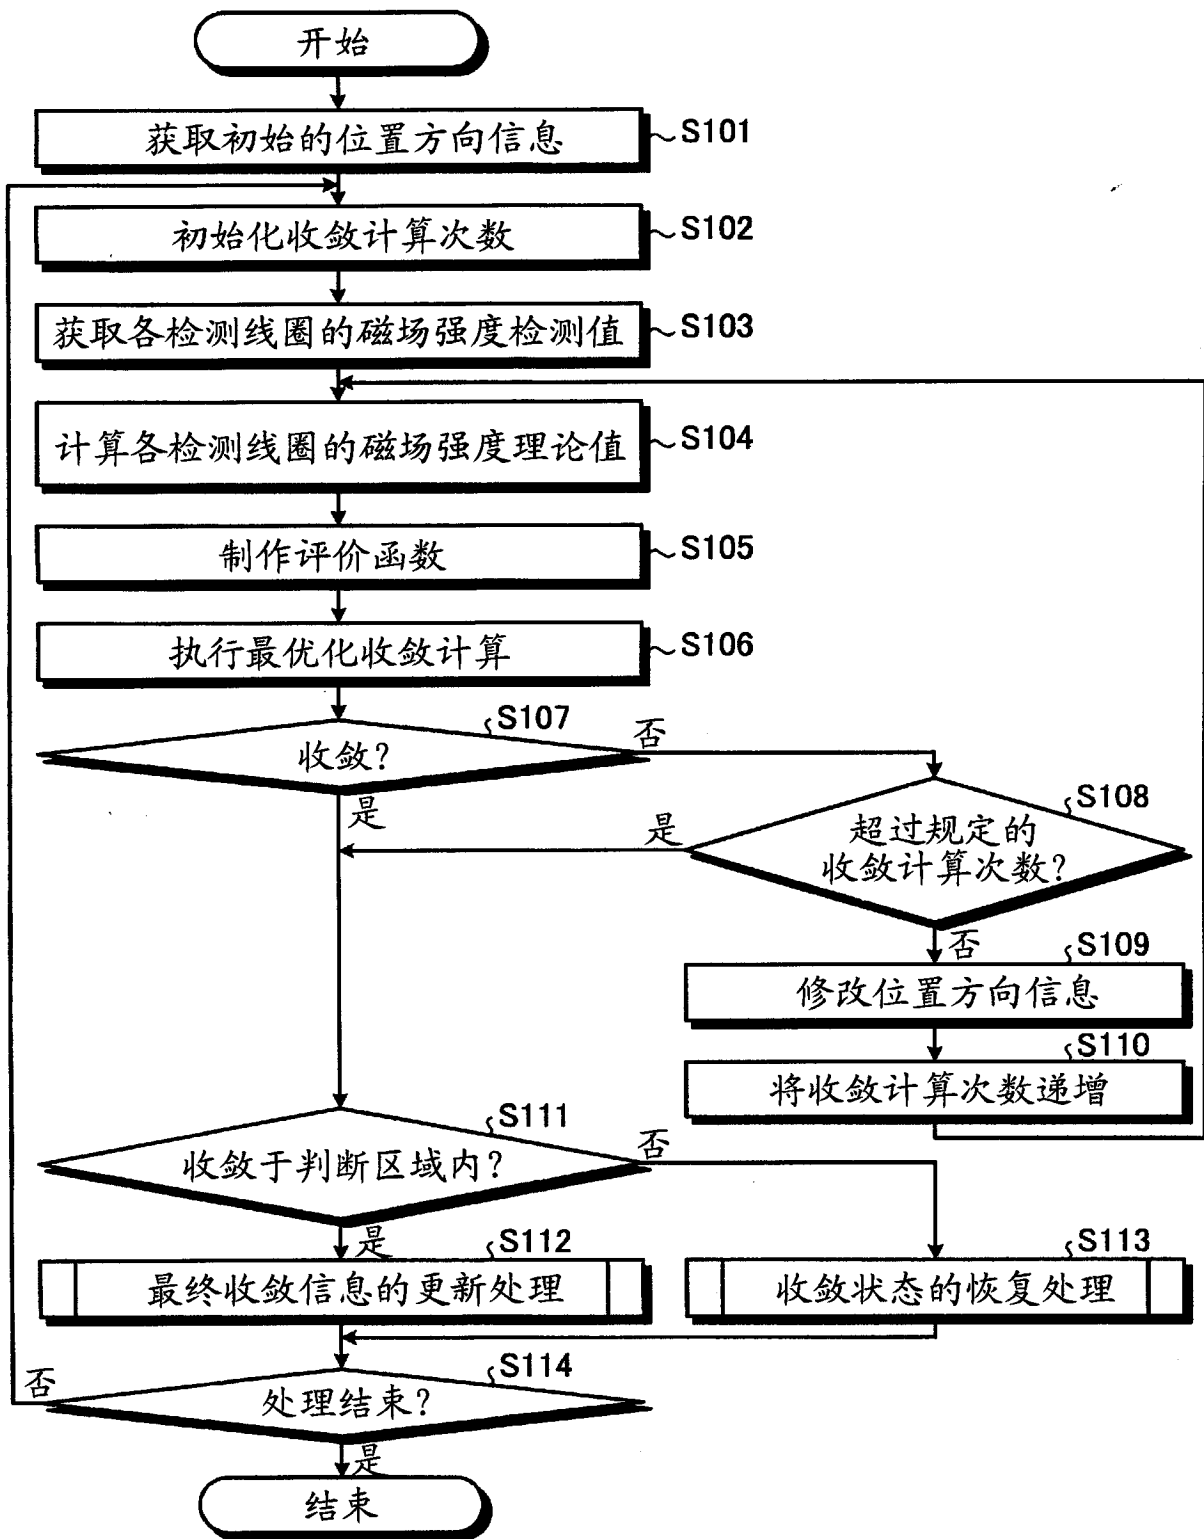 开始
获取初始的位置方向信息
S101
初始化收敛计算次数
S102
获取各检测线圈的磁场强度检测值
S103
计算各检测线圈的磁场强度理论值
S104
制作评价函数
S105
执行最优化收敛计算
S106
S107
收敛?
否
是
S108
超过规定的
收敛计算次数?
是
否
S109
修改位置方向信息
S110
将收敛计算次数递增
S111
收敛于判断区域内?
否
是
S112
最终收敛信息的更新处理
S113
收敛状态的恢复处理
S114
处理结束?
否
是
结束